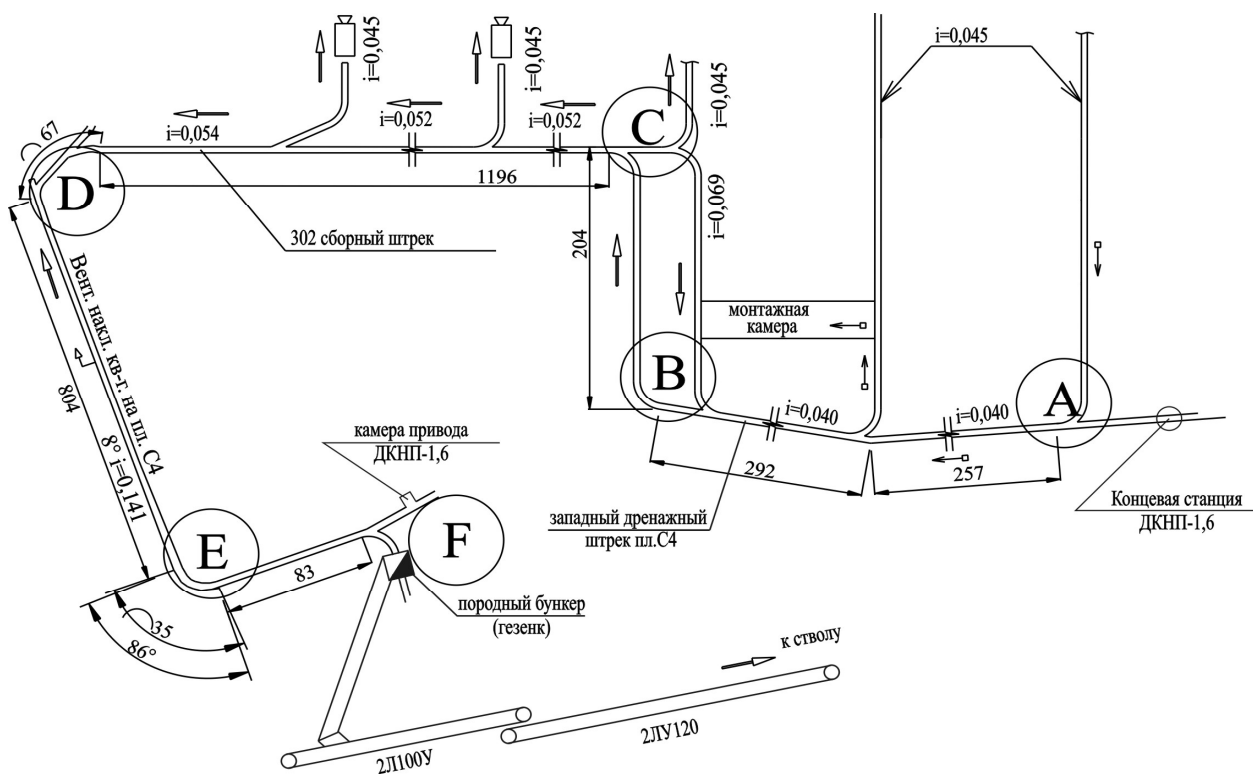 i=0,045
i=0,045
i=0,045
i=0,045
i=0,054
i=0,052
i=0,052
C
67
D
1196
i=0,069
204
302 сборный штрек
Вент. накл. кв-г. на пл. С4
8° i=0,141
804
монтажная
камера
B
A
i=0,040
i=0,040
292
257
камера привода
ДКНП-1,6
западный дренажный
штрек пл.С4
Концевая станция
ДКНП-1,6
E
F
83
35
86°
породный бункер
(гезенк)
к стволу
2Л100У
2ЛУ120